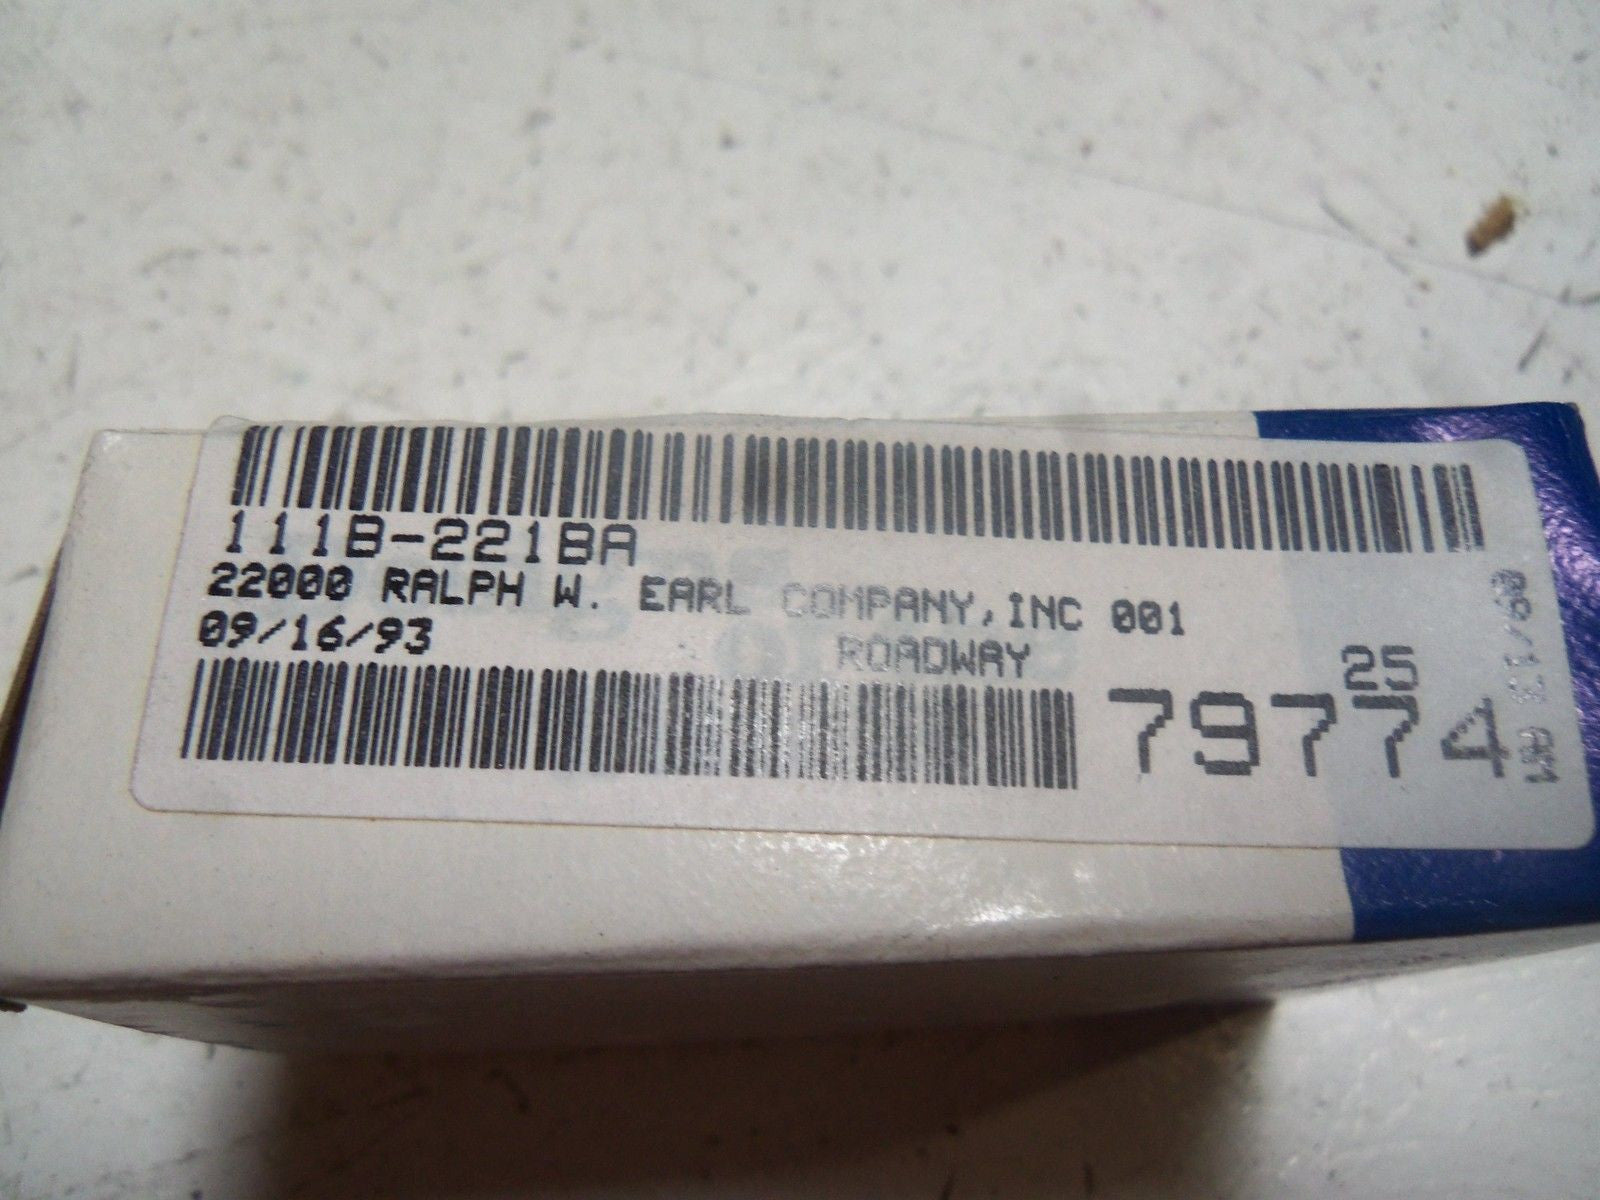 111B-221BA
22000 RALPH W. EARL COMPANY,INC 001
09/16/93 ROADWAY
25
79774